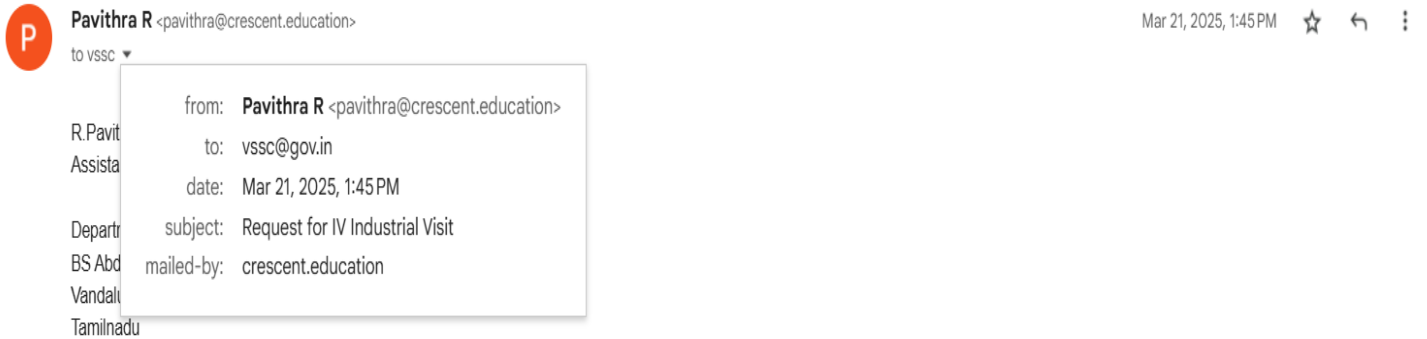 P
Pavithra R <pavithra@crescent.education>
Mar 21, 2025, 1:45 PM
to vssc
from: Pavithra R <pavithra@crescent.education>
to: vssc@gov.in
date: Mar 21, 2025, 1:45 PM
subject: Request for IV Industrial Visit
mailed-by: crescent.education
R.Pavit
Assista
Departr
BS Abd
Vandalu
Tamilnadu